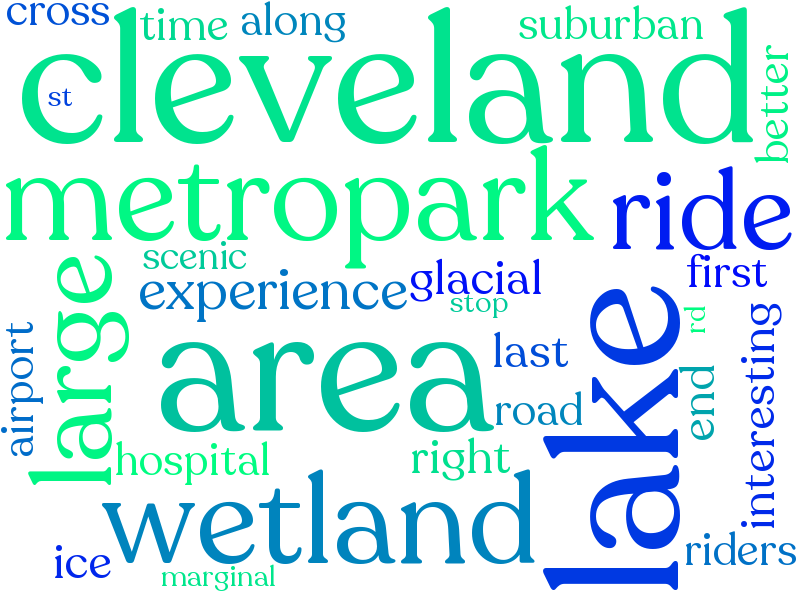 cross
time
along
suburban
cleveland
st
better
metropark
ride
scenic
large
experience
glacial
first
stop
rd
airport
area
last
lake
interesting
road
end
hospital
right
wetland
ice
marginal
riders